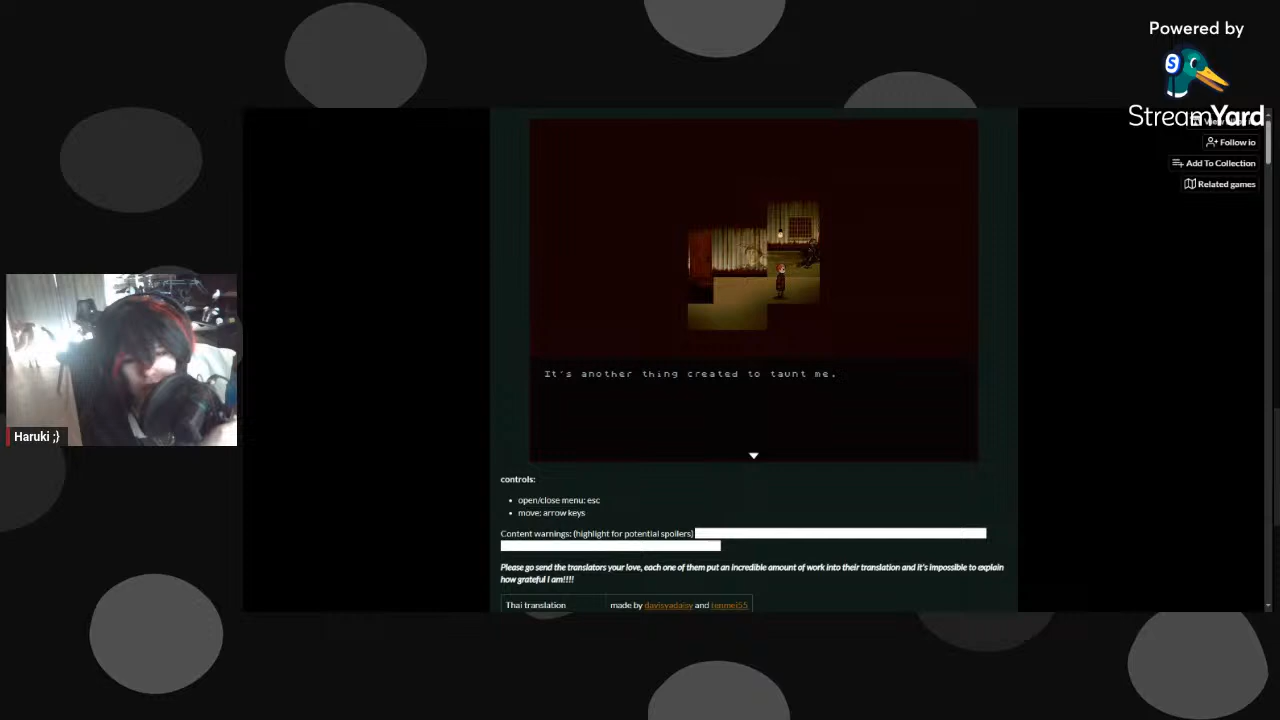 Powered by
StreamYard
Follow io
Add To Collection
Related games
It's another thing created to taunt me.
Haruki ;}
controls:
open/close menu: esc
move: arrow keys
Content warnings: (highlight for potential spoilers)
Please go send the translators your love, each one of them put an incredible amount of work into their translation and it's impossible to explain
how grateful I am!!!!
Thai translation made by davisyadaisy and tenmei55